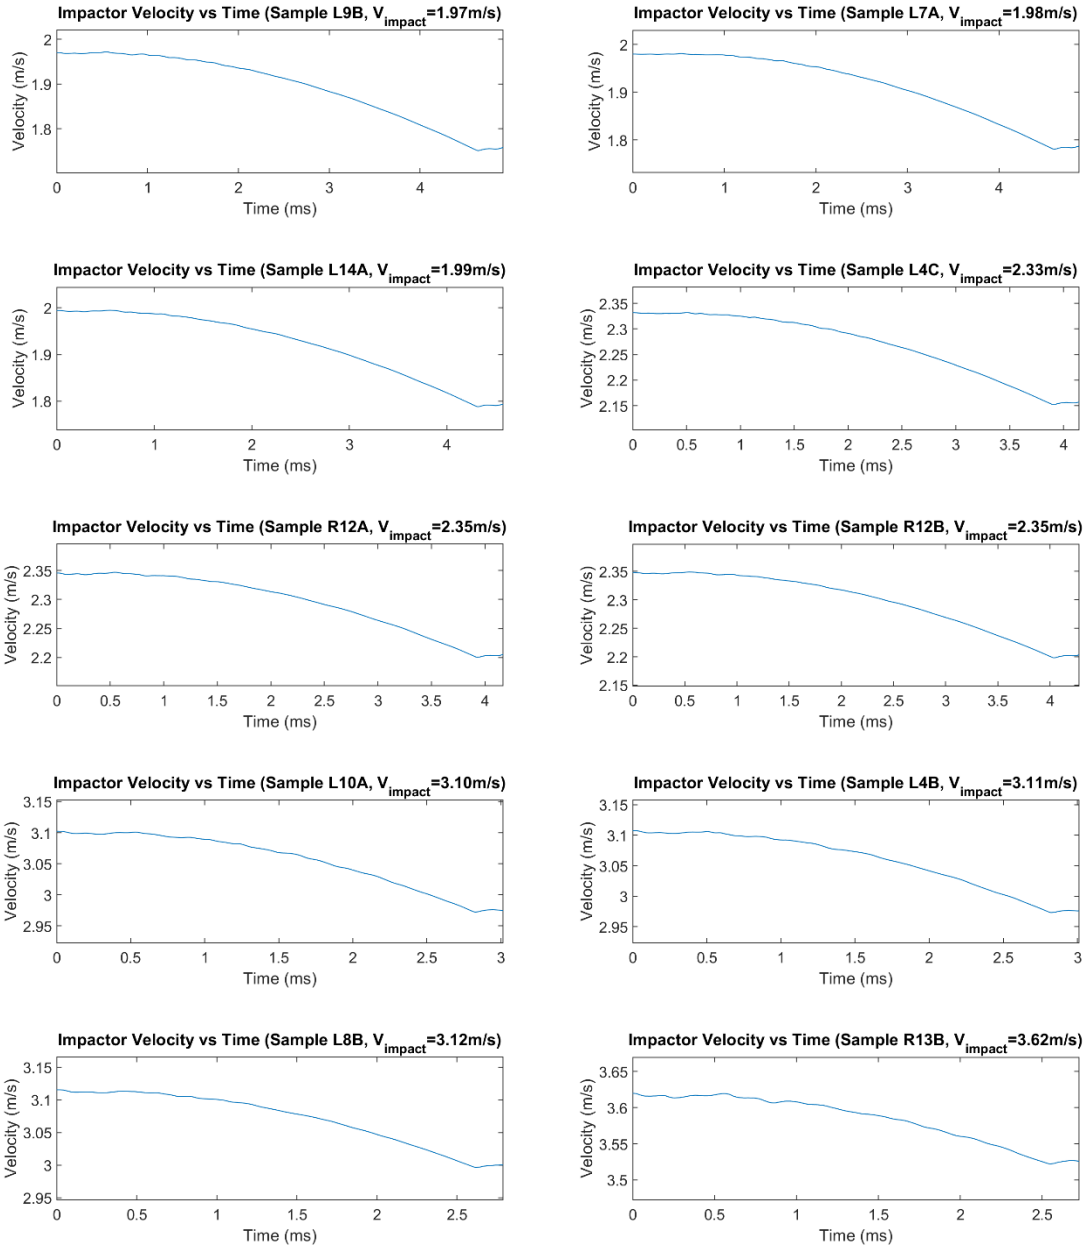 Impactor Velocity vs Time (Sample L9B, V_impact=1.97m/s)
2
1.9
1.8
Velocity (m/s)
0 1 2 3 4
Time (ms)
Impactor Velocity vs Time (Sample L7A, V_impact=1.98m/s)
2
1.9
1.8
Velocity (m/s)
0 1 2 3 4
Time (ms)
Impactor Velocity vs Time (Sample L14A, V_impact=1.99m/s)
2
1.9
1.8
Velocity (m/s)
0 1 2 3 4
Time (ms)
Impactor Velocity vs Time (Sample L4C, V_impact=2.33m/s)
2.35
2.3
2.25
2.2
2.15
Velocity (m/s)
0 0.5 1 1.5 2 2.5 3 3.5 4
Time (ms)
Impactor Velocity vs Time (Sample R12A, V_impact=2.35m/s)
2.35
2.3
2.25
2.2
Velocity (m/s)
0 0.5 1 1.5 2 2.5 3 3.5 4
Time (ms)
Impactor Velocity vs Time (Sample R12B, V_impact=2.35m/s)
2.35
2.3
2.25
2.2
2.15
Velocity (m/s)
0 0.5 1 1.5 2 2.5 3 3.5 4
Time (ms)
Impactor Velocity vs Time (Sample L10A, V_impact=3.10m/s)
3.15
3.1
3.05
3
2.95
Velocity (m/s)
0 0.5 1 1.5 2 2.5 3
Time (ms)
Impactor Velocity vs Time (Sample L4B, V_impact=3.11m/s)
3.15
3.1
3.05
3
2.95
Velocity (m/s)
0 0.5 1 1.5 2 2.5 3
Time (ms)
Impactor Velocity vs Time (Sample L8B, V_impact=3.12m/s)
3.15
3.1
3.05
3
2.95
Velocity (m/s)
0 0.5 1 1.5 2 2.5
Time (ms)
Impactor Velocity vs Time (Sample R13B, V_impact=3.62m/s)
3.65
3.6
3.55
3.5
Velocity (m/s)
0 0.5 1 1.5 2 2.5
Time (ms)